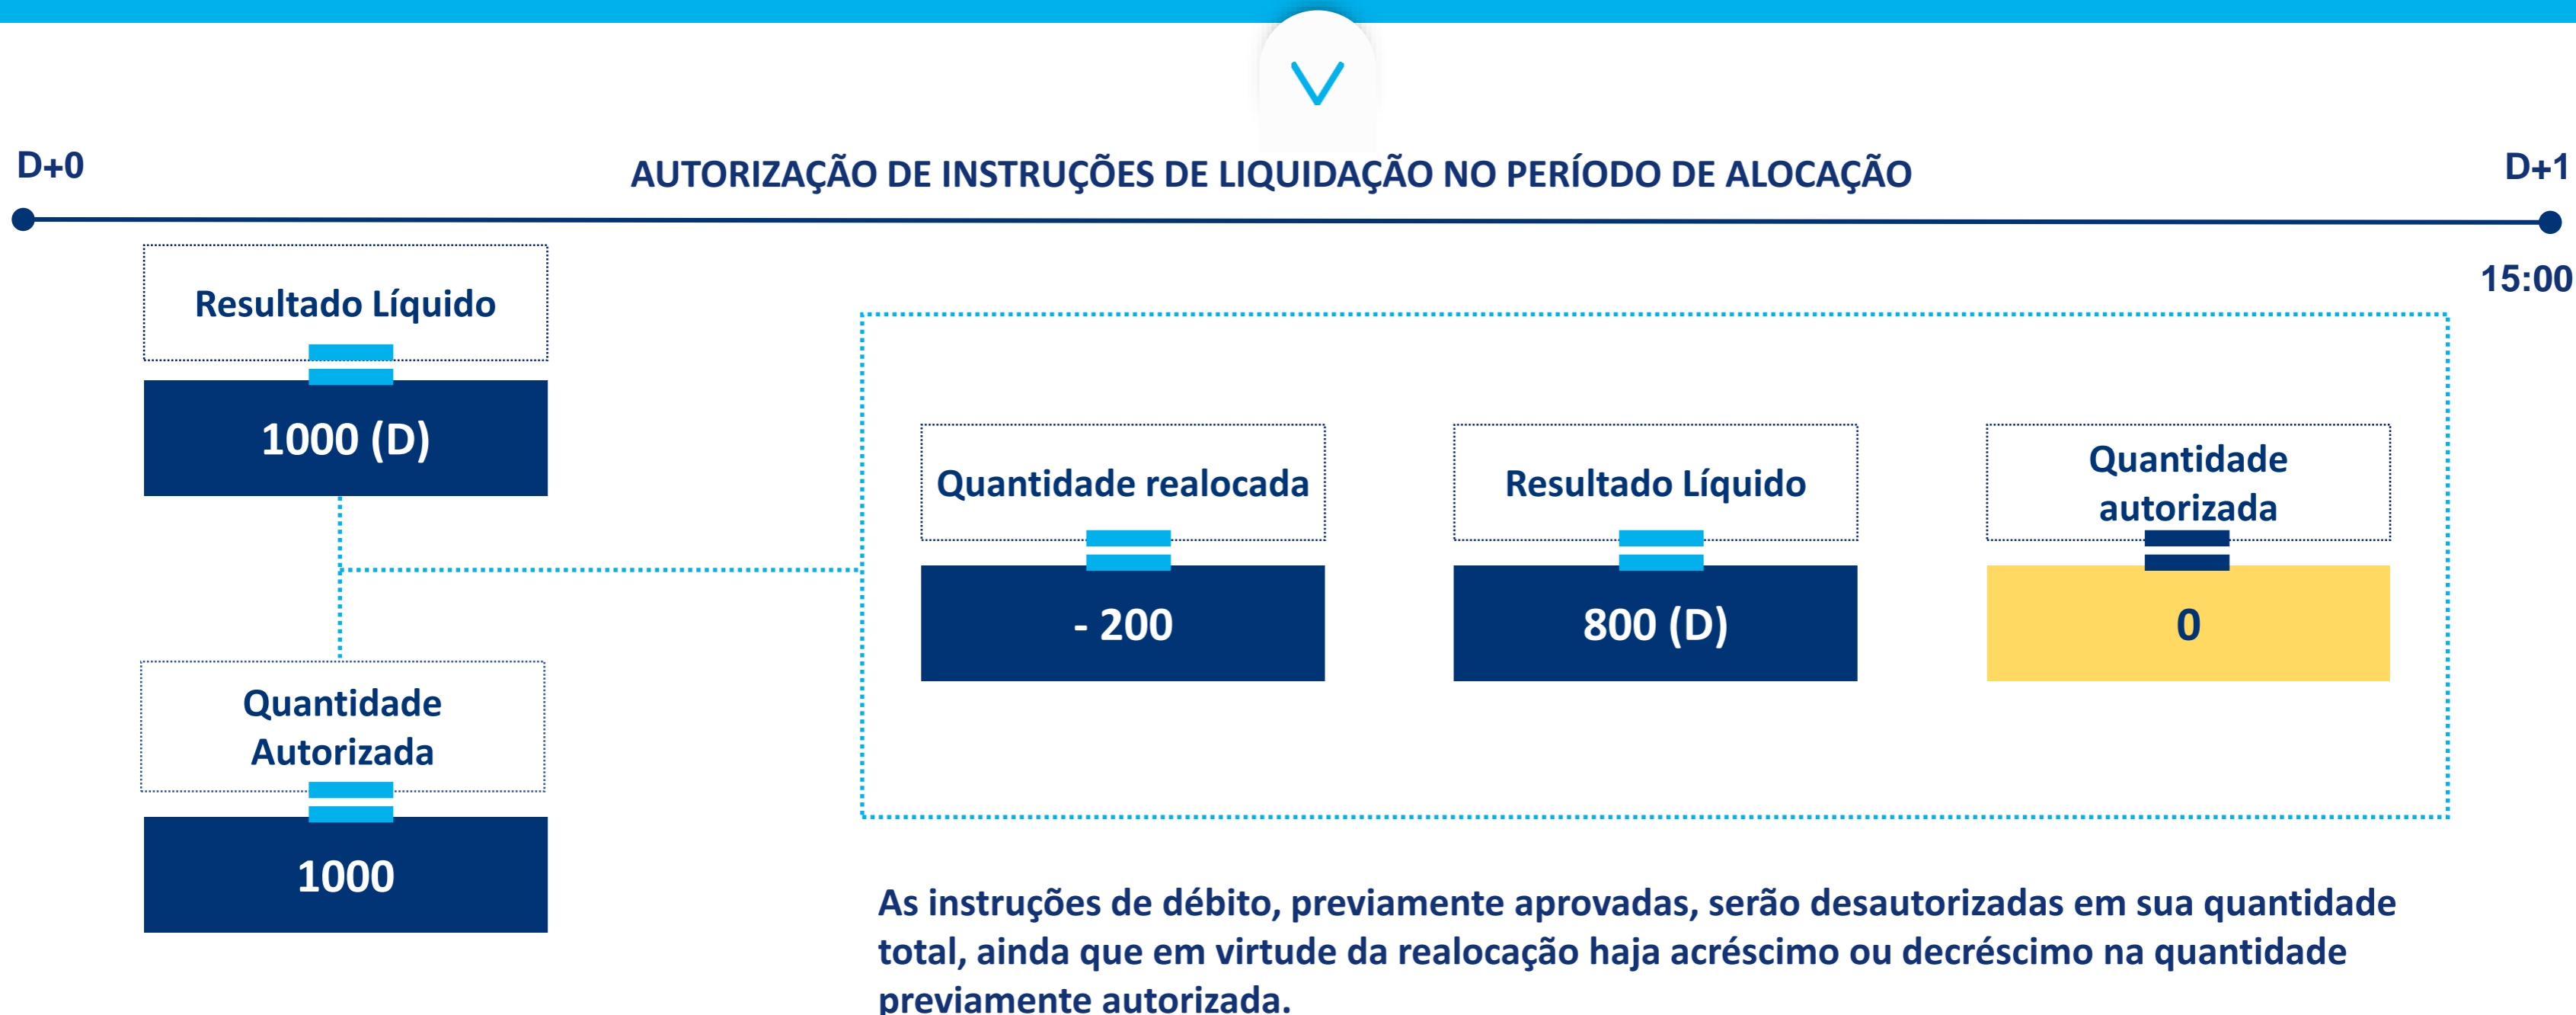 D+0
AUTORIZAÇÃO DE INSTRUÇÕES DE LIQUIDAÇÃO NO PERÍODO DE ALOCAÇÃO
D+1
15:00
Resultado Líquido
1000 (D)
Quantidade
Autorizada
1000
Quantidade realocada
- 200
Resultado Líquido
800 (D)
Quantidade
autorizada
0
As instruções de débito, previamente aprovadas, serão desautorizadas em sua quantidade
total, ainda que em virtude da realocação haja acréscimo ou decréscimo na quantidade
previamente autorizada.